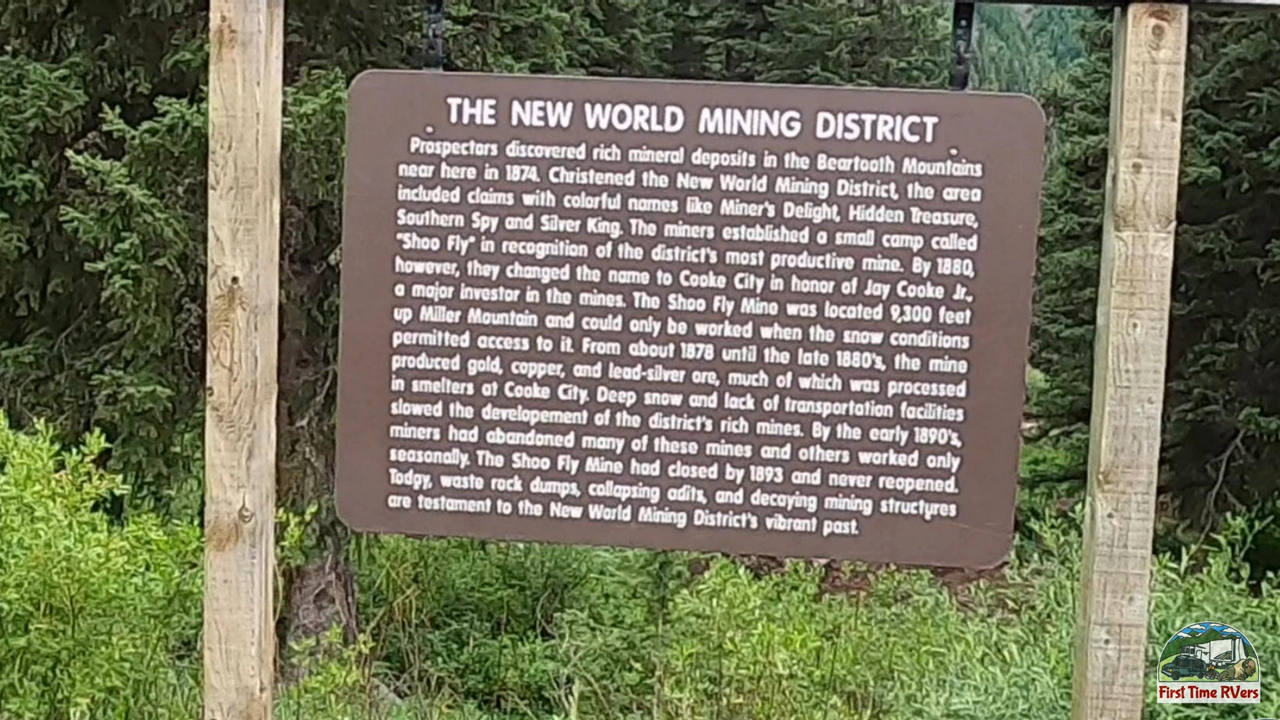 THE NEW WORLD MINING DISTRICT
Prospectors discovered rich mineral deposits in the Beartooth Mountains
near here in 1874. Christened the New World Mining District, the area
included claims with colorful names like Miner's Delight, Hidden Treasure,
Southern Spy and Silver King. The miners established a small camp called
"Shoo Fly" in recognition of the district's most productive mine. By 1880,
however, they changed the name to Cooke City in honor of Jay Cooke Jr.,
a major investor in the mines. The Shoo Fly Mine was located 9,300 feet
up Miller Mountain and could only be worked when the snow conditions
permitted access to it. From about 1878 until the late 1880's, the mine
produced gold, copper, and lead-silver ore, much of which was processed
in smelters at Cooke City. Deep snow and lack of transportation facilities
slowed the developement of the district's rich mines. By the early 1890's,
miners had abandoned many of these mines and others worked only
seasonally. The Shoo Fly Mine had closed by 1893 and never reopened.
Today, waste rock dumps, collapsing adits, and decaying mining structures
are testament to the New World Mining District's vibrant past.
First Time RVers